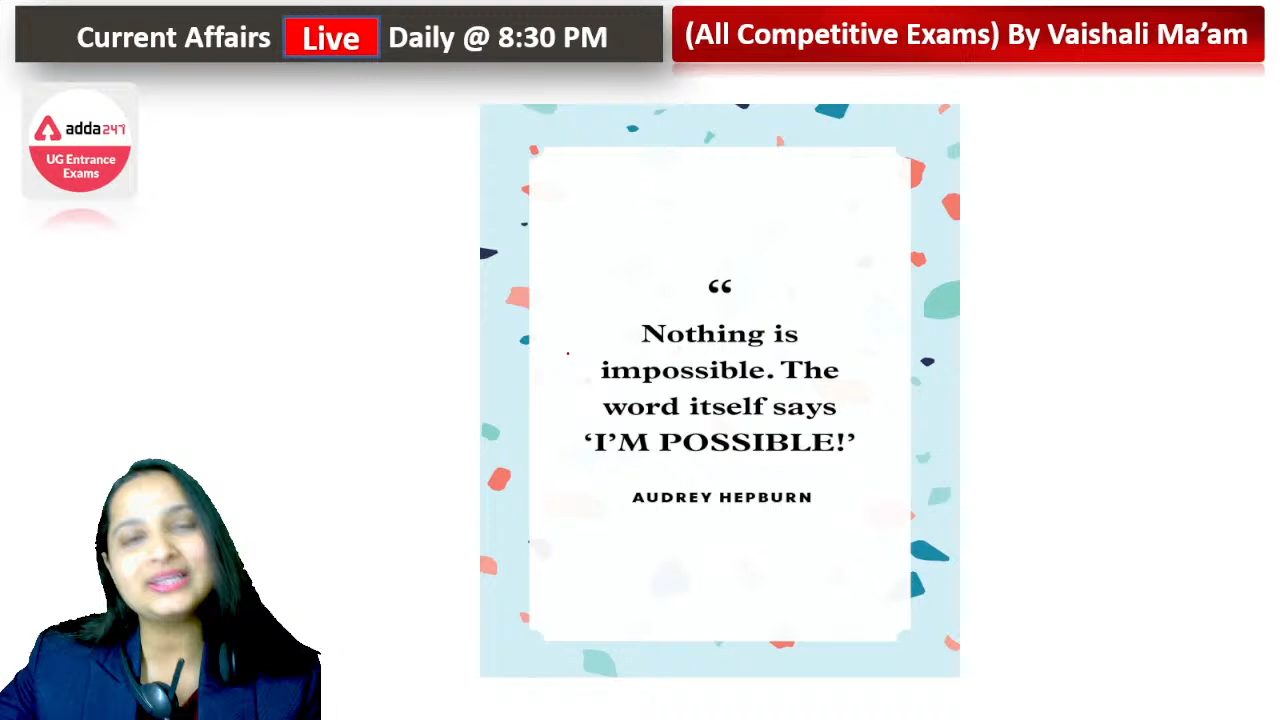 Current Affairs Live Daily @ 8:30 PM
(All Competitive Exams) By Vaishali Ma’am
adda247
UG Entrance
Exams
“
Nothing is
impossible. The
word itself says
‘I’M POSSIBLE!’
AUDREY HEPBURN